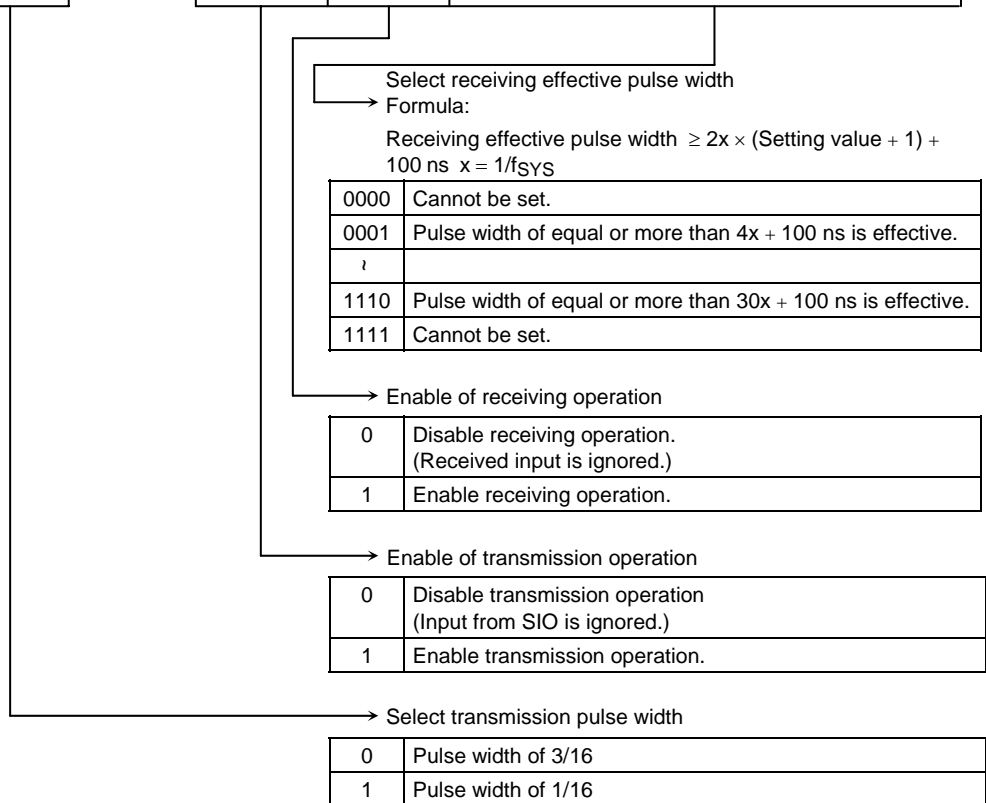 Select receiving effective pulse width
Formula:
Receiving effective pulse width ≥ 2x × (Setting value + 1) +
100 ns x = 1/fSYS
0000 Cannot be set.
0001 Pulse width of equal or more than 4x + 100 ns is effective.
≀
1110 Pulse width of equal or more than 30x + 100 ns is effective.
1111 Cannot be set.
Enable of receiving operation
0 Disable receiving operation.
(Received input is ignored.)
1 Enable receiving operation.
Enable of transmission operation
0 Disable transmission operation
(Input from SIO is ignored.)
1 Enable transmission operation.
Select transmission pulse width
0 Pulse width of 3/16
1 Pulse width of 1/16